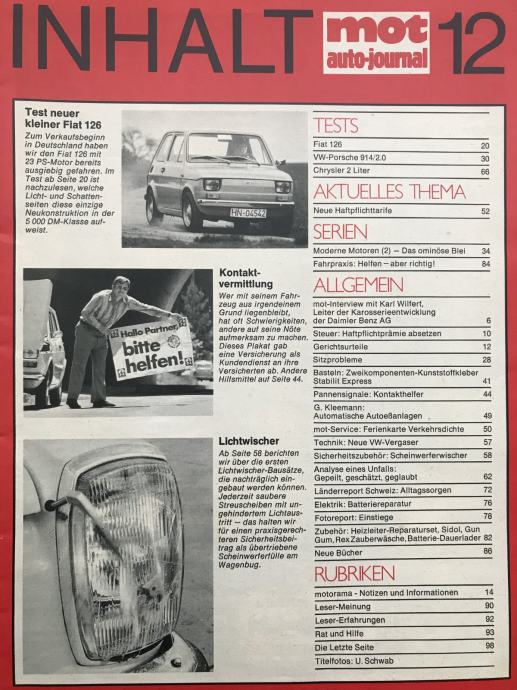 INHALT
mot
auto-journal
12
Test neuer
kleiner Fiat 126
Zum Verkaufsbeginn
in Deutschland haben
wir den Fiat 126 mit
23 PS-Motor bereits
ausgiebig gefahren. Im
Test ab Seite 20 ist
nachzulesen, welche
Licht- und Schatten-
seiten diese einzige
Neukonstruktion in der
5 000 DM-Klasse auf-
weist.
HN·04542
Kontakt-
vermittlung
Wer mit seinem Fahr-
zeug aus irgendeinem
Grund liegenbleibt,
hat oft Schwierigkeiten,
andere auf seine Nöte
aufmerksam zu machen.
Dieses Plakat gab
eine Versicherung als
Kundendienst an ihre
Versicherten ab. Andere
Hilfsmittel auf Seite 44.
Hallo Partner,
bitte
helfen!
Lichtwischer
Ab Seite 58 berichten
wir über die ersten
Lichtwischer-Bausätze,
die nachträglich ein-
gebaut werden können.
Jederzeit saubere
Streuscheiben mit un-
gehindertem Lichtaus-
tritt — das halten wir
für einen praxisgerech-
ten Sicherheitsbei-
trag als übertriebene
Scheinwerferfülle am
Wagenbug.
TESTS
Fiat 126 20
VW-Porsche 914/2.0 30
Chrysler 2 Liter 66
AKTUELLES THEMA
Neue Haftpflichttarife 52
SERIEN
Moderne Motoren (2) — Das ominöse Blei 34
Fahrpraxis: Helfen – aber richtig! 84
ALLGEMEIN
mot-Interview mit Karl Wilfert,
Leiter der Karosserieentwicklung
der Daimler Benz AG 6
Steuer: Haftpflichtprämie absetzen 10
Gerichtsurteile 12
Sitzprobleme 28
Basteln: Zweikomponenten-Kunststoffkleber
Stabilit Express 41
Pannensignale: Kontakthelfer 44
G. Kleemann:
Automatische Autoeßanlagen 49
mot-Service: Ferienkarte Verkehrsdichte 50
Technik: Neue VW-Vergaser 57
Sicherheitszubehör: Scheinwerferwischer 58
Analyse eines Unfalls:
Gepeilt, geschätzt, geglaubt 62
Länderreport Schweiz: Alltagssorgen 72
Elektrik: Batteriereparatur 76
Fotoreport: Einstiege 78
Zubehör: Heizleiter-Reparaturset, Sidol, Gun
Gum, Rex Zauberwäsche, Batterie-Dauerlader 82
Neue Bücher 86
RUBRIKEN
motorama - Notizen und Informationen 14
Leser-Meinung 90
Leser-Erfahrungen 92
Rat und Hilfe 93
Die Letzte Seite 98
Titelfotos: U. Schwab